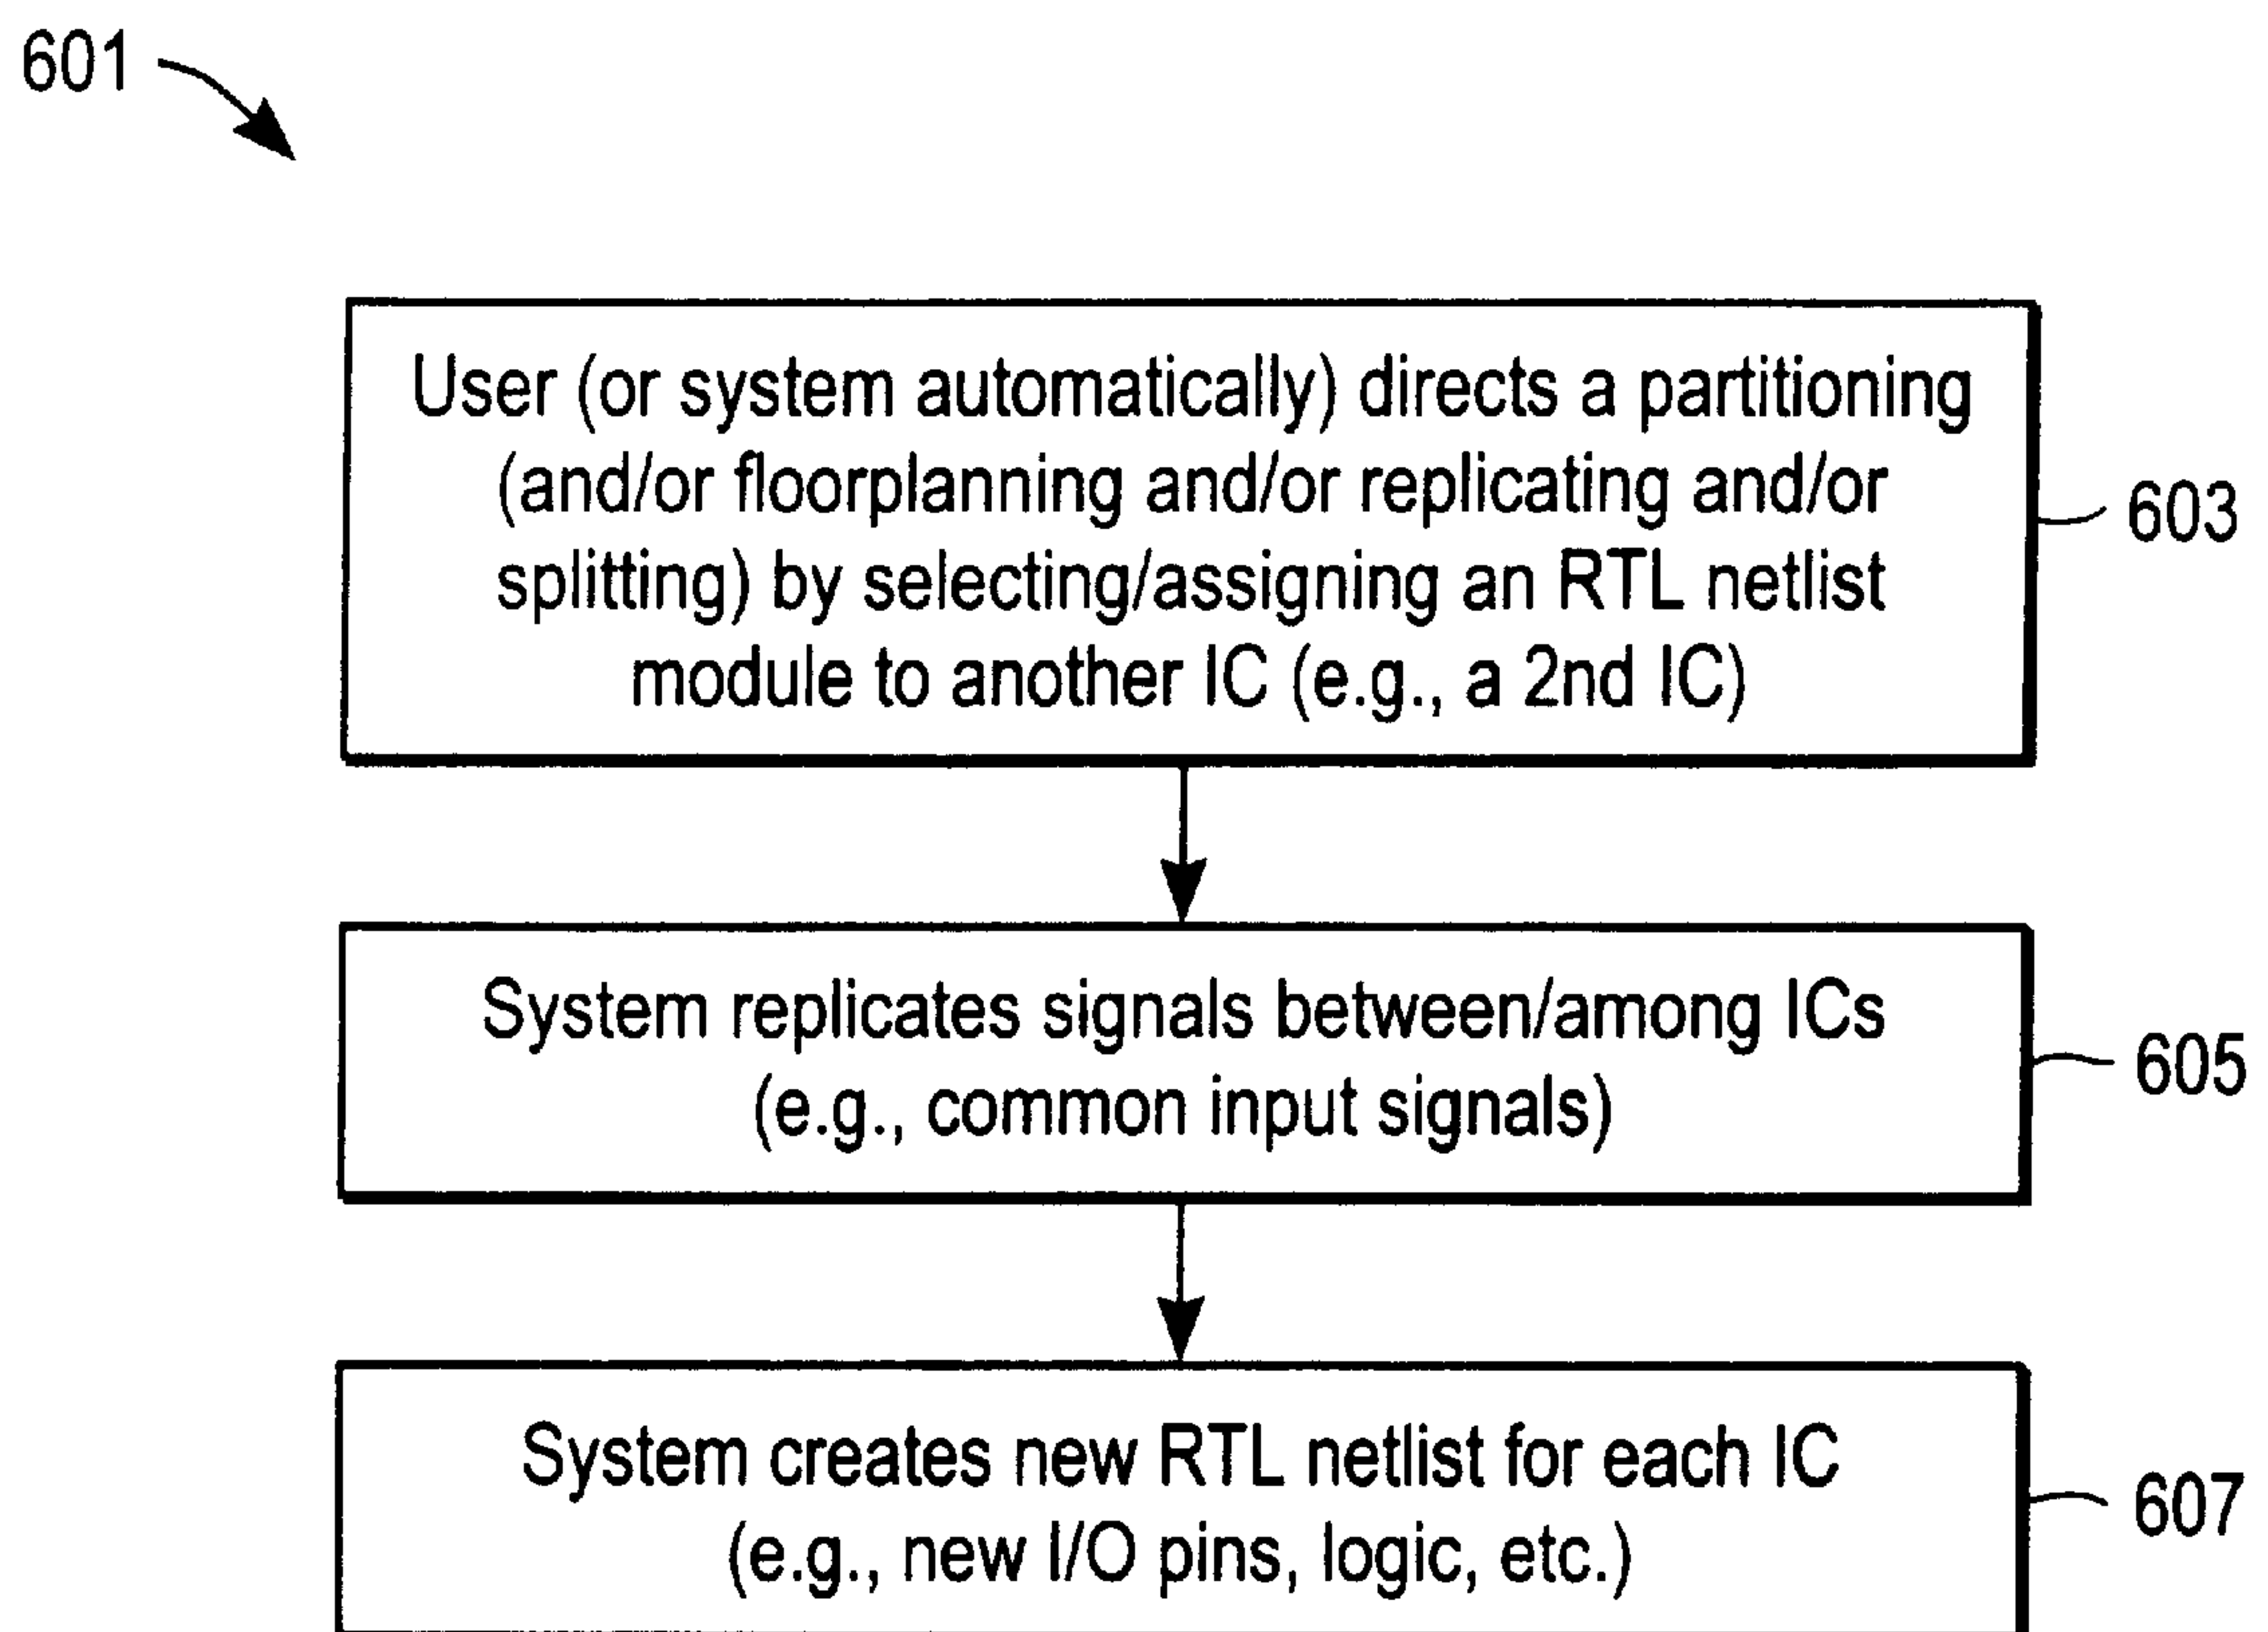 601
User (or system automatically) directs a partitioning
(and/or floorplanning and/or replicating and/or
splitting) by selecting/assigning an RTL netlist
module to another IC (e.g., a 2nd IC)
603
System replicates signals between/among ICs
(e.g., common input signals)
605
System creates new RTL netlist for each IC
(e.g., new I/O pins, logic, etc.)
607